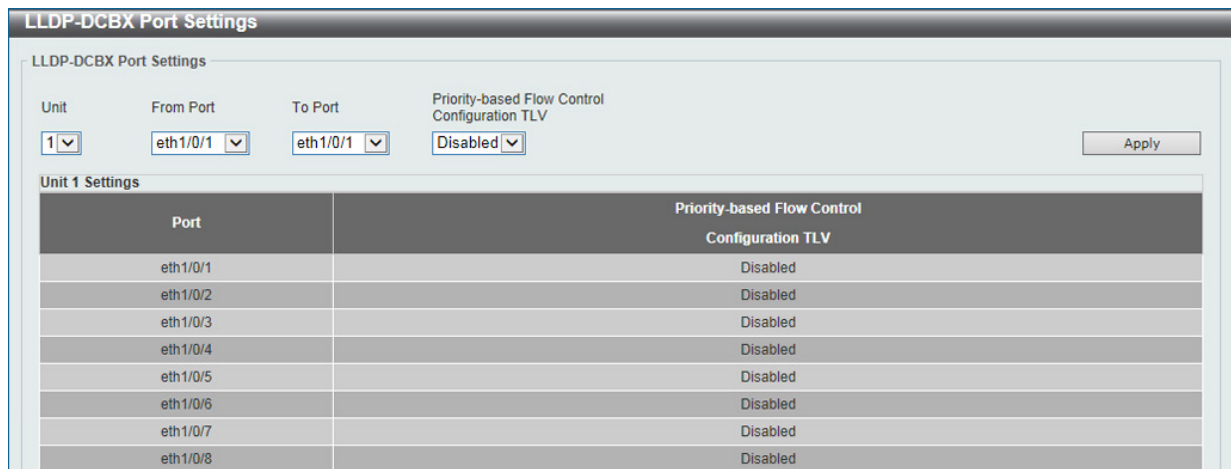 LLDP-DCBX Port Settings
LLDP-DCBX Port Settings
Unit
From Port
To Port
Priority-based Flow Control
Configuration TLV
1
eth1/0/1
eth1/0/1
Disabled
Apply
Unit 1 Settings
Port
Priority-based Flow Control
Configuration TLV
eth1/0/1 Disabled
eth1/0/2 Disabled
eth1/0/3 Disabled
eth1/0/4 Disabled
eth1/0/5 Disabled
eth1/0/6 Disabled
eth1/0/7 Disabled
eth1/0/8 Disabled